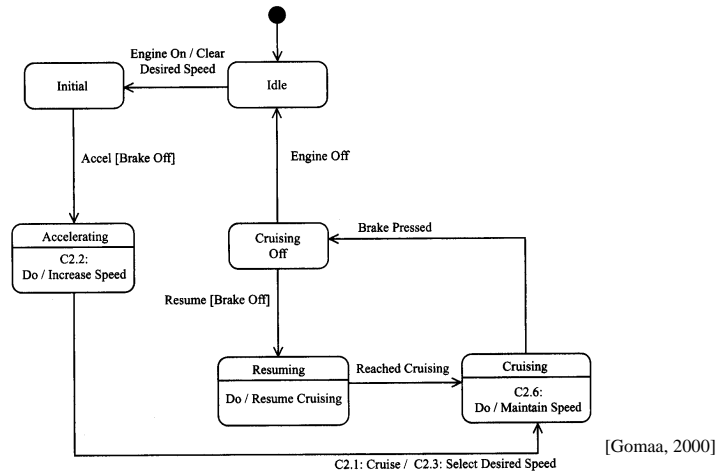 Engine On / Clear
Desired Speed
Initial
Idle
Accel [Brake Off]
Engine Off
Accelerating
C2.2:
Do / Increase Speed
Cruising
Off
Brake Pressed
Resume [Brake Off]
Resuming
Do / Resume Cruising
Reached Cruising
Cruising
C2.6:
Do / Maintain Speed
[Gomaa, 2000]
C2.1: Cruise / C2.3: Select Desired Speed